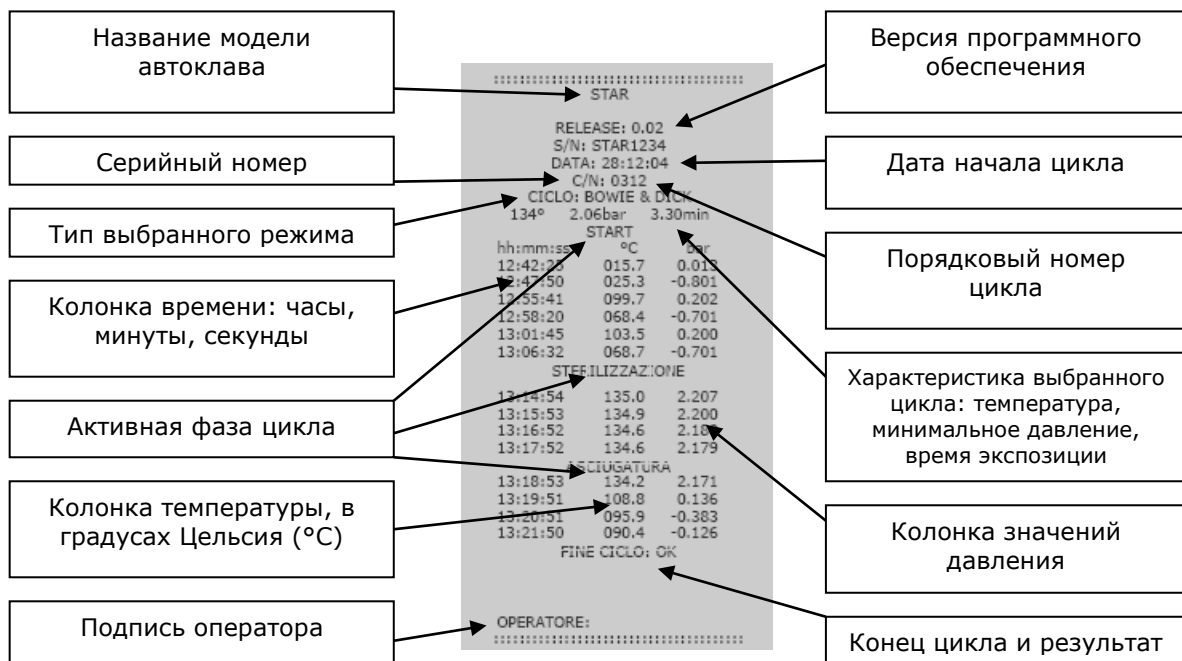 Название модели
автоклава
Серийный номер
Тип выбранного режима
Колонка времени: часы,
минуты, секунды
Активная фаза цикла
Колонка температуры, в
градусах Цельсия (°C)
Подпись оператора
::::::::::::::::::::::::::::::::::::::
STAR
RELEASE: 0.02
S/N: STAR1234
DATA: 28:12:04
C/N: 0312
CICLO: BOWIE & DICK
134° 2.06bar 3.30min
START
hh:mm:ss °C bar
12:42:25 015.7 0.013
12:47:50 025.3 -0.801
12:55:41 099.7 0.202
12:58:20 068.4 -0.701
13:01:45 103.5 0.200
13:06:32 068.7 -0.701
STERILIZZAZIONE
13:14:54 135.0 2.207
13:15:53 134.9 2.200
13:16:52 134.6
13:17:52 134.6 2.179
ASCIUGATURA
13:18:53 134.2 2.171
13:19:51 108.8 0.136
13:20:51 095.9 -0.383
13:21:50 090.4 -0.126
FINE CICLO: OK
OPERATORE:
::::::::::::::::::::::::::::::::::::::
Версия программного
обеспечения
Дата начала цикла
Порядковый номер
цикла
Характеристика выбранного
цикла: температура,
минимальное давление,
время экспозиции
Колонка значений
давления
Конец цикла и результат